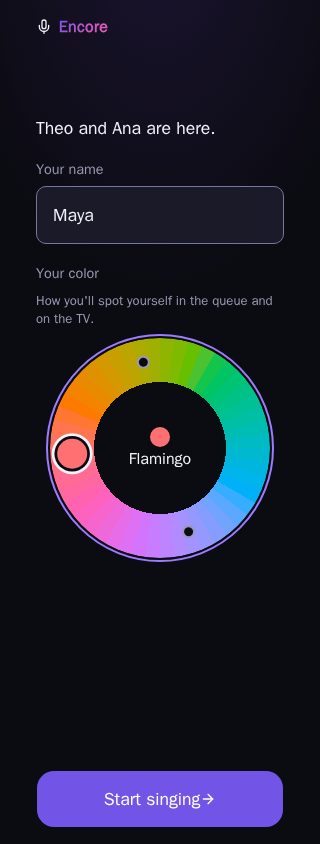 Encore
Theo and Ana are here.
Your name
Maya
Your color
How you'll spot yourself in the queue and
on the TV.
Flamingo
Start singing→